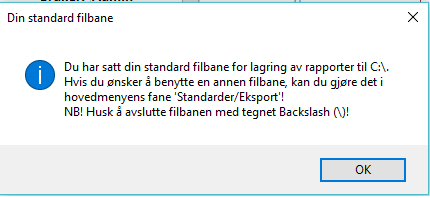 Din standard filbane
Du har satt din standard filbane for lagring av rapporter til C:\.
Hvis du ønsker å benytte en annen filbane, kan du gjøre det i
hovedmenyens fane 'Standarder/Eksport'!
NB! Husk å avslutte filbanen med tegnet Backslash (\)!
OK